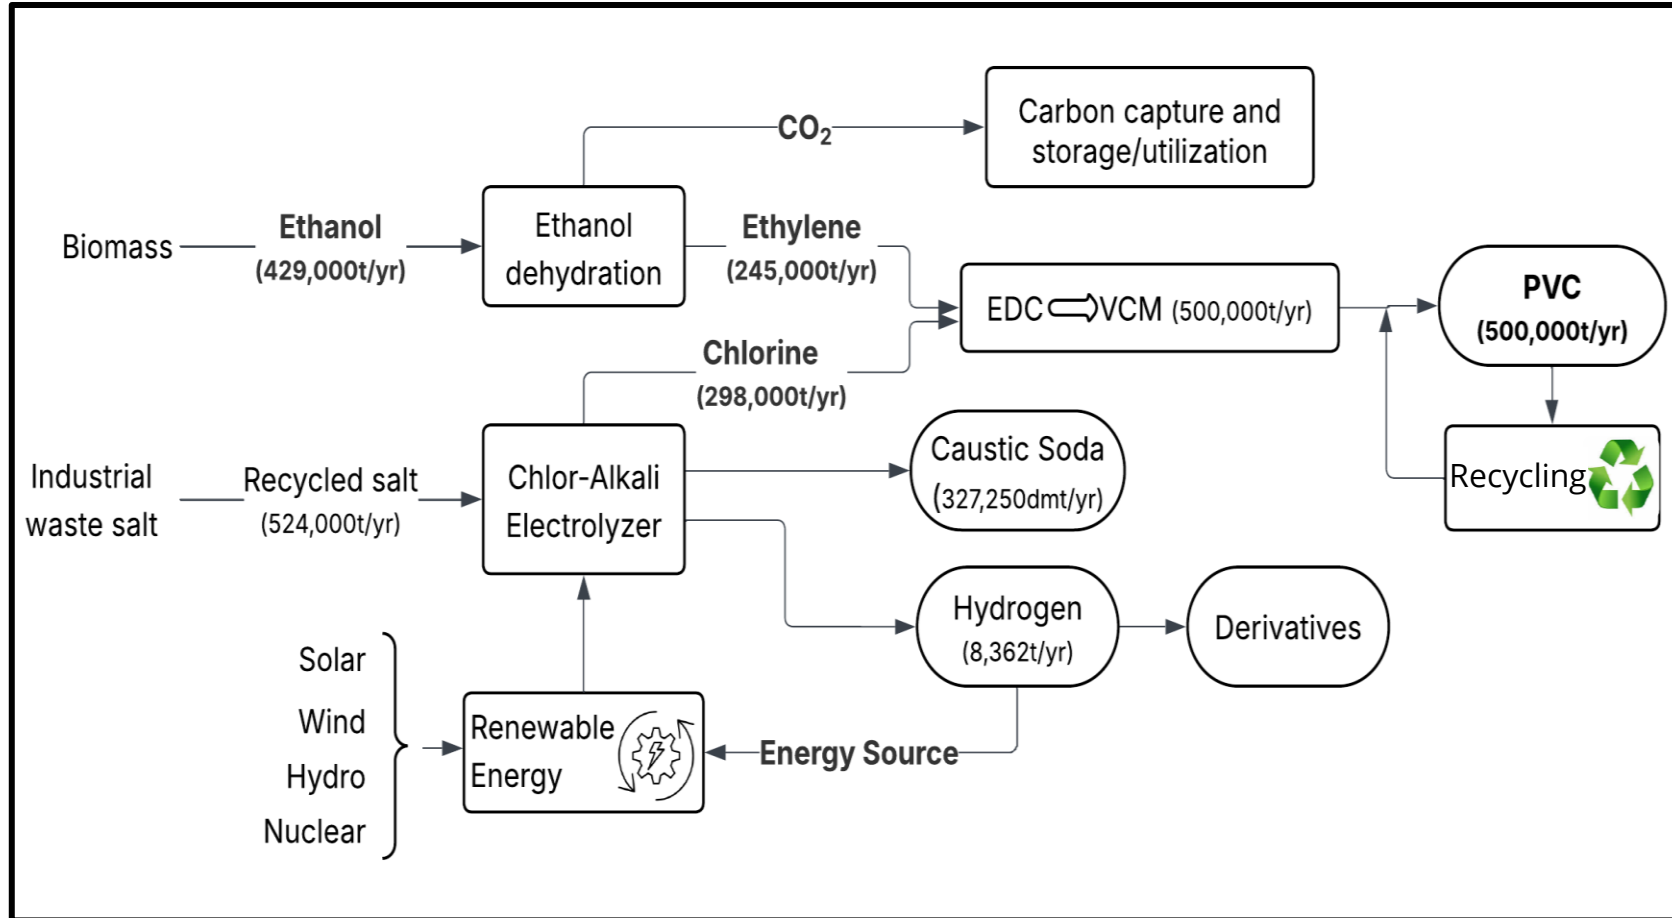 CO₂
Carbon capture and
storage/utilization
Biomass
Ethanol
(429,000t/yr)
Ethanol
dehydration
Ethylene
(245,000t/yr)
EDC ⇨ VCM (500,000t/yr)
PVC
(500,000t/yr)
Chlorine
(298,000t/yr)
Industrial
waste salt
Recycled salt
(524,000t/yr)
Chlor-Alkali
Electrolyzer
Caustic Soda
(327,250dmt/yr)
Recycling
Hydrogen
(8,362t/yr)
Derivatives
Solar
Wind
Hydro
Nuclear
Renewable
Energy
Energy Source